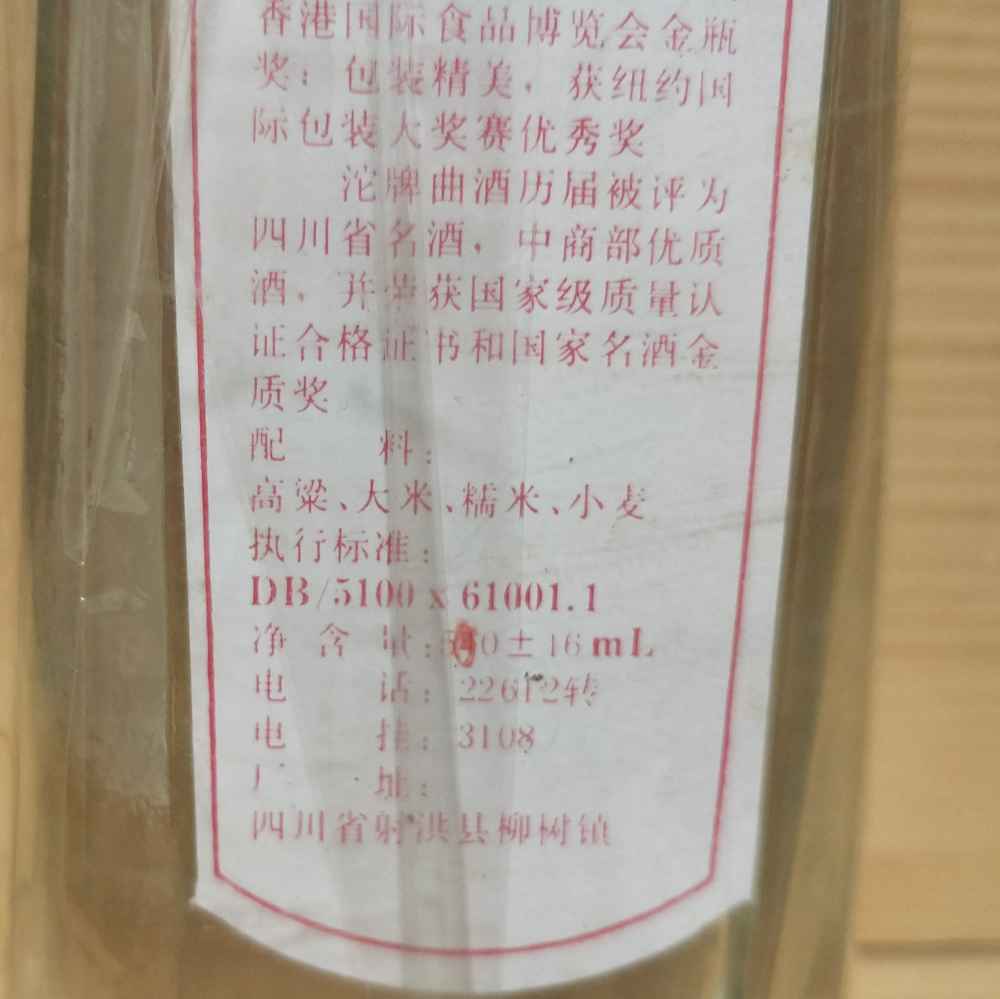 香港国际食品博览会金瓶
奖；包装精美，获纽约国
际包装大奖赛优秀奖
沱牌曲酒历届被评为
四川省名酒，中商部优质
酒，并荣获国家级质量认
证合格证书和国家名酒金
质奖
配 料：
高粱、大米、糯米、小麦
执行标准：
DB/5100 x 61001.1
净 含 量：±16mL
电 话：22612转
电 挂：3108
厂 址：
四川省射洪县柳树镇